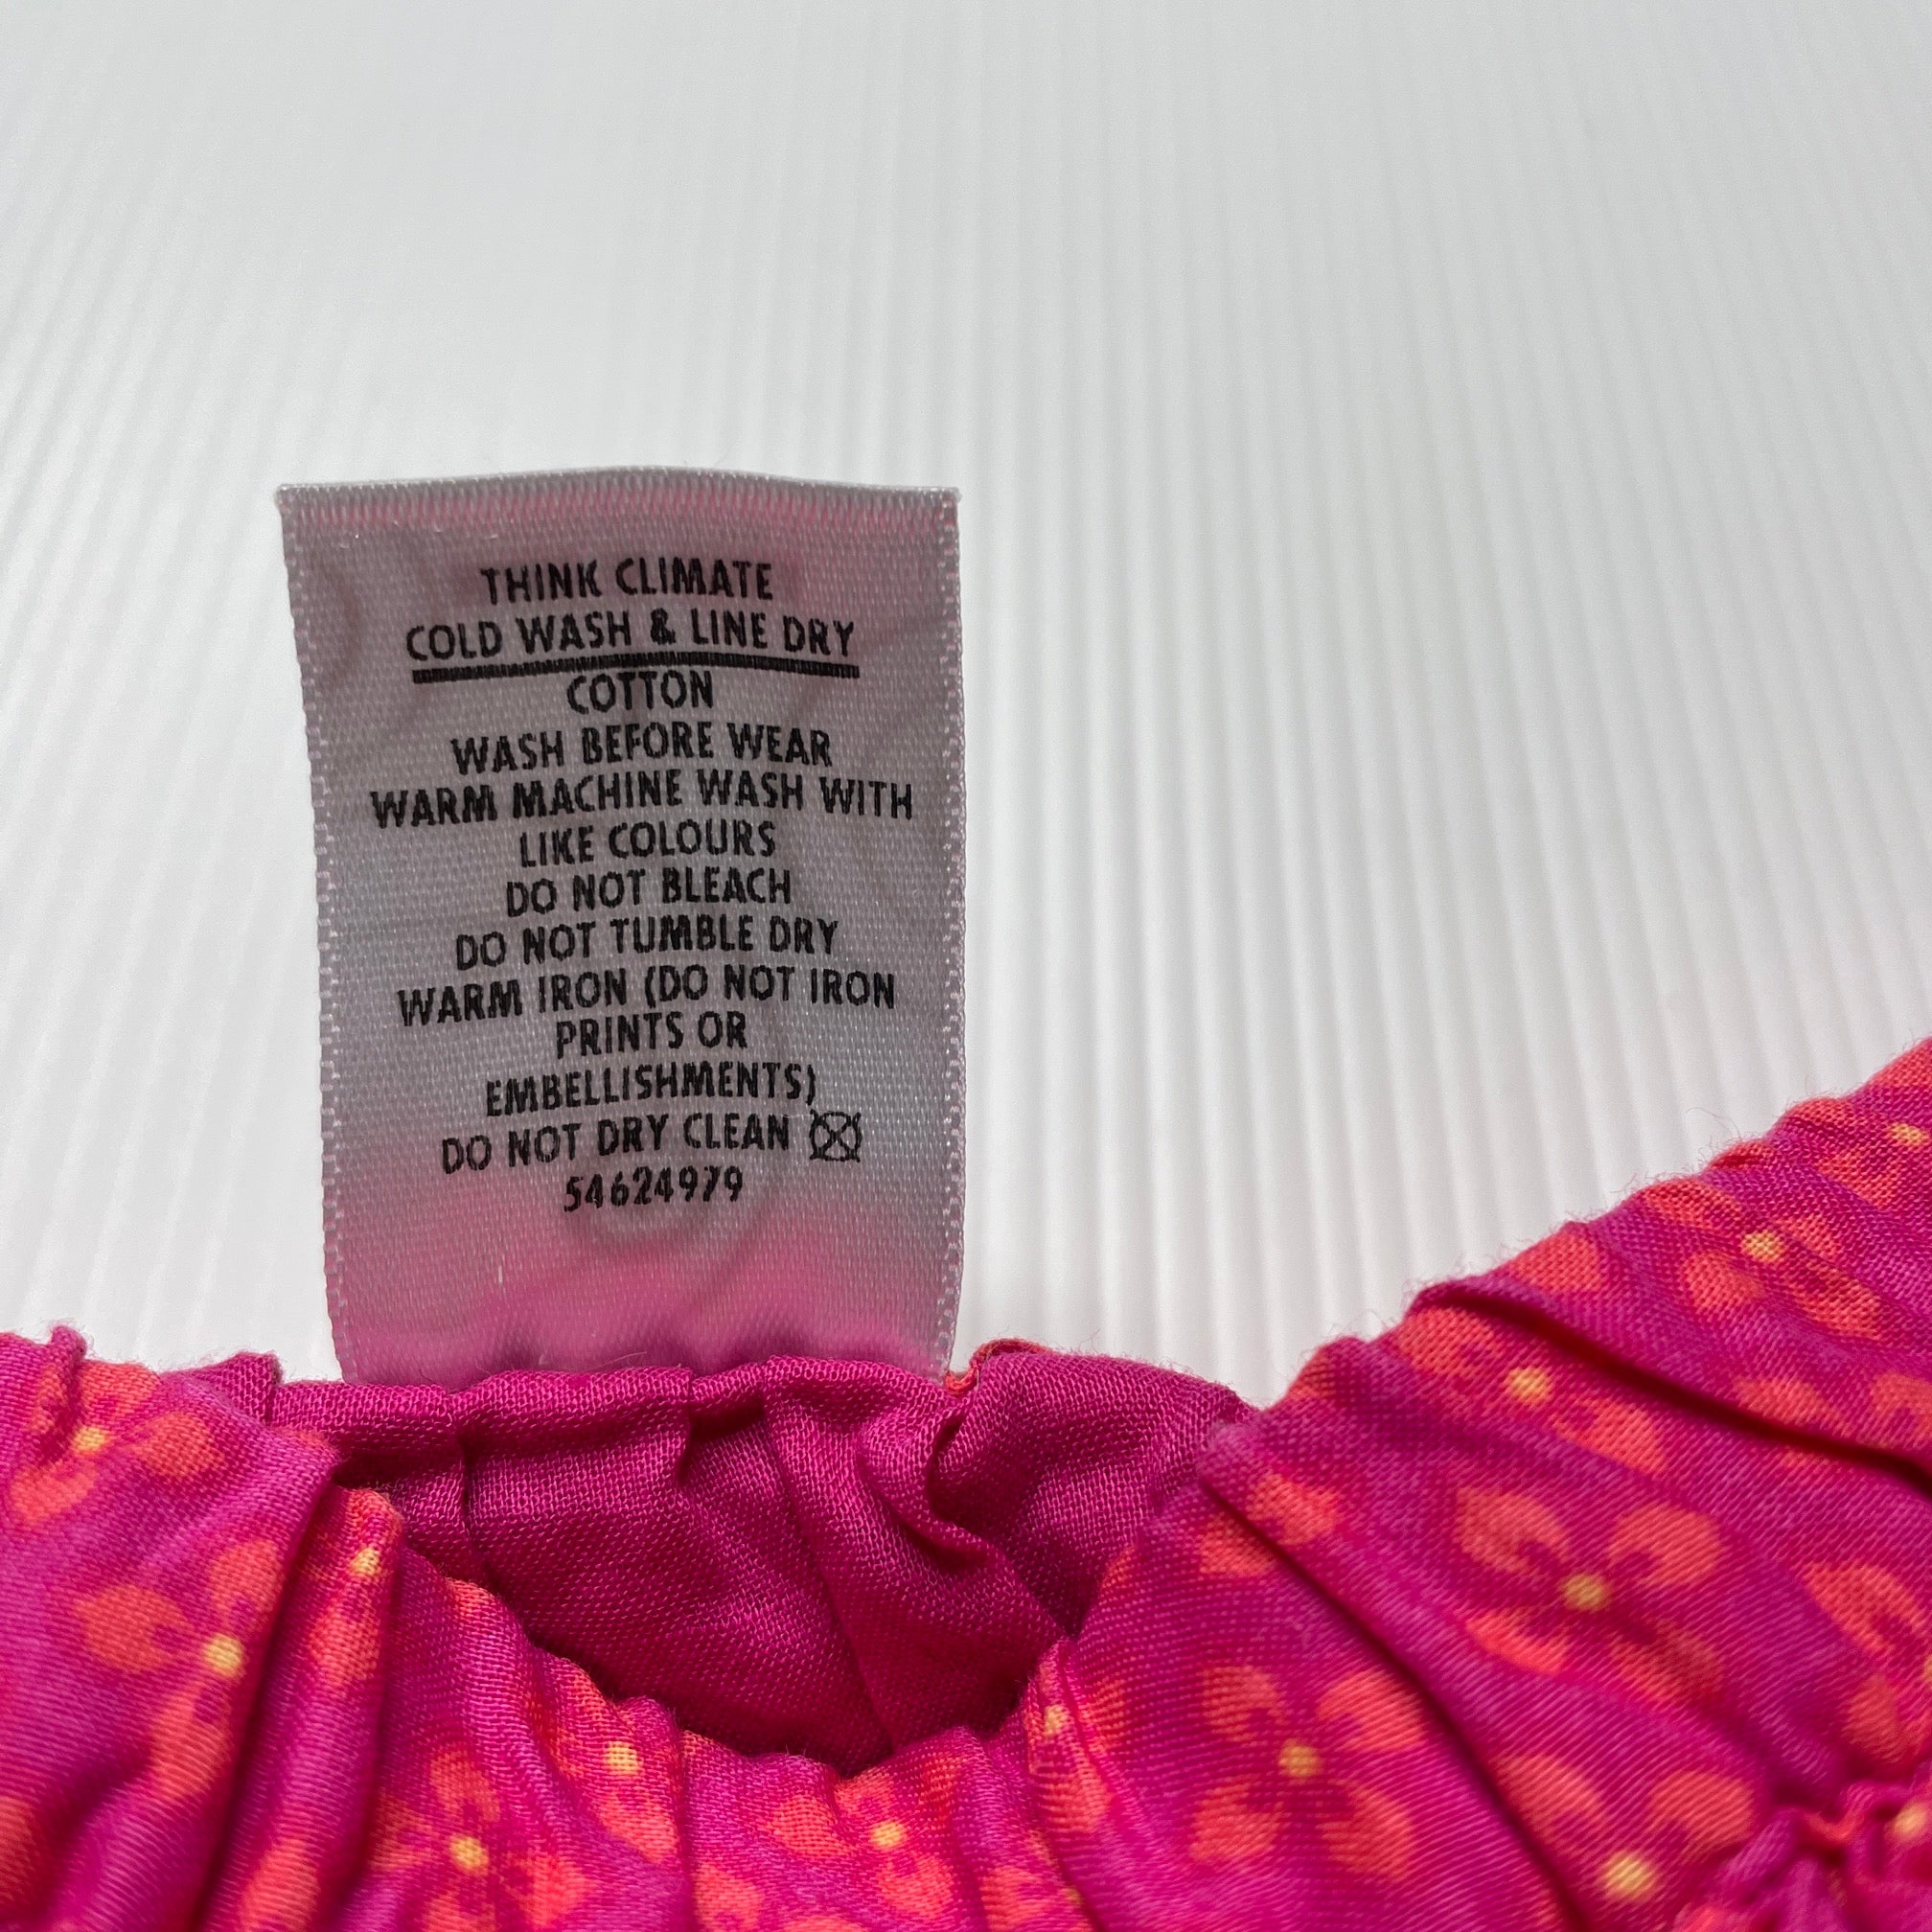 THINK CLIMATE
COLD WASH & LINE DRY
COTTON
WASH BEFORE WEAR
WARM MACHINE WASH WITH
LIKE COLOURS
DO NOT BLEACH
DO NOT TUMBLE DRY
WARM IRON (DO NOT IRON
PRINTS OR
EMBELLISHMENTS)
DO NOT DRY CLEAN
54624979